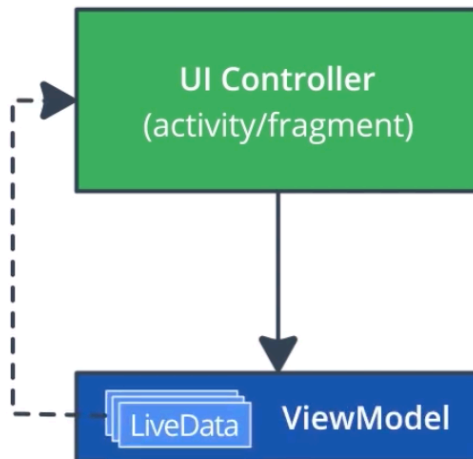 UI Controller
(activity/fragment)
LiveData
ViewModel